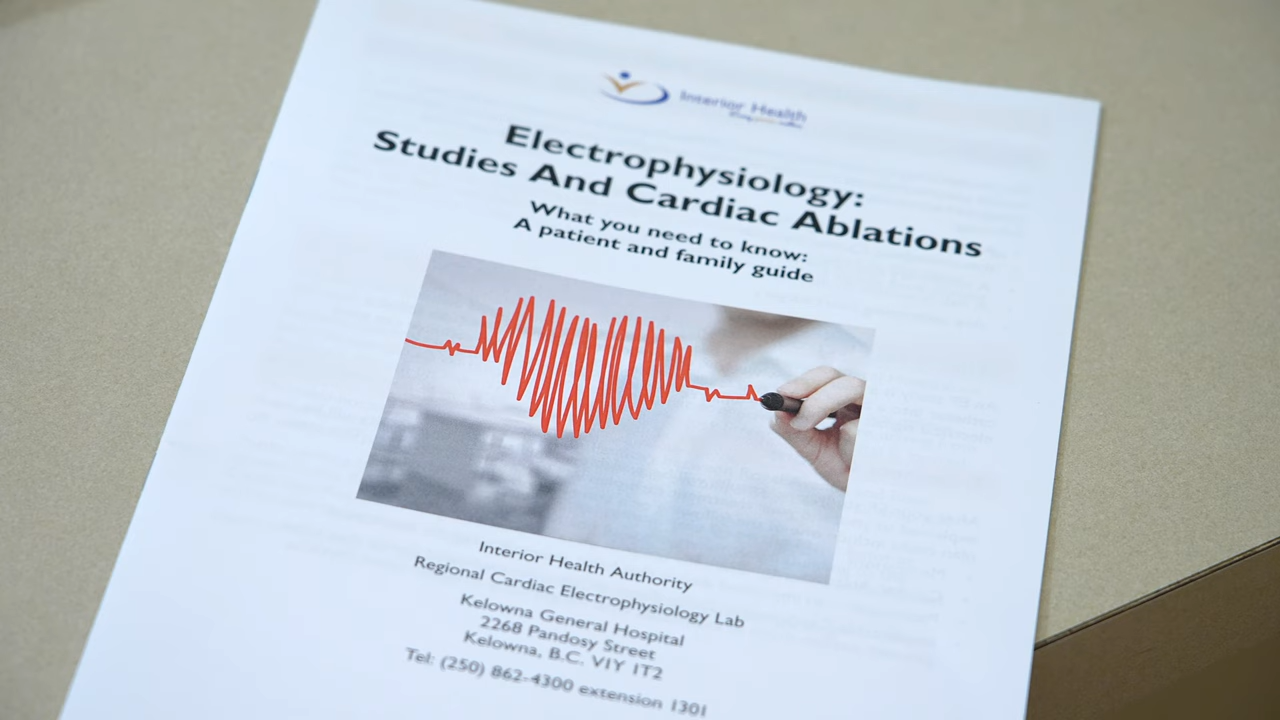 Interior Health
Electrophysiology:
Studies And Cardiac Ablations
What you need to know:
A patient and family guide
Interior Health Authority
Regional Cardiac Electrophysiology Lab
Kelowna General Hospital
2268 Pandosy Street
Kelowna, B.C. V1Y 1T2
Tel: (250) 862-4300 extension 1301